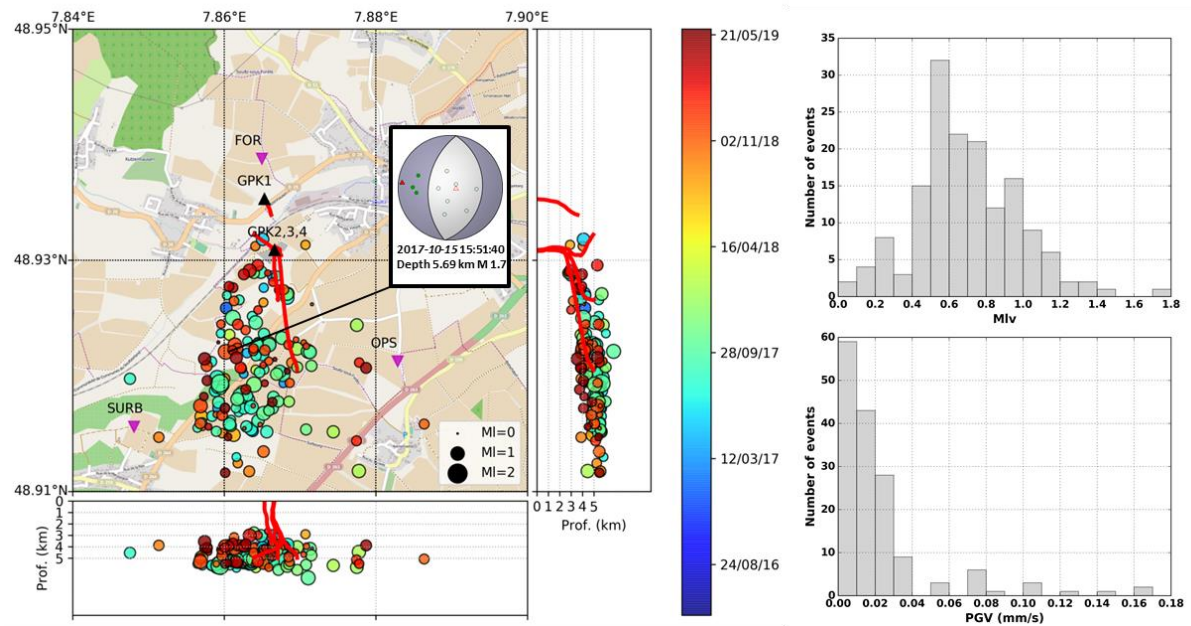 7.84°E 7.86°E 7.88°E 7.90°E
48.95°N
48.93°N
48.91°N
FOR
GPK1
GPK2,3,4
OPS
SURB
2017-10-15 15:51:40
Depth 5.69 km M 1.7
Ml=0
Ml=1
Ml=2
0 1 2 3 4 5
Prof. (km)
0
1
2
3
4
5
Prof. (km)
21/05/19
02/11/18
16/04/18
28/09/17
12/03/17
24/08/16
35
30
25
20
15
10
5
0
Number of events
0.0 0.2 0.4 0.6 0.8 1.0 1.2 1.4 1.6 1.8
Mlv
60
50
40
30
20
10
0
Number of events
0.00 0.02 0.04 0.06 0.08 0.10 0.12 0.14 0.16 0.18
PGV (mm/s)